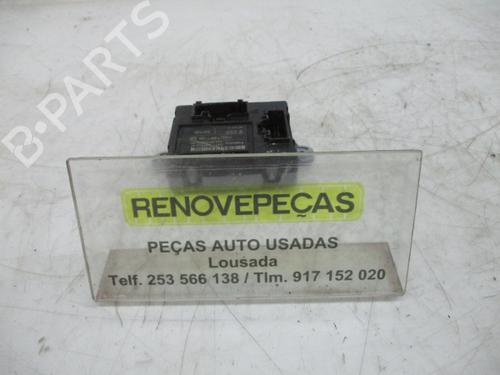 B-PARTS
RENOVEPEÇAS
PEÇAS AUTO USADAS
Lousada
Telf. 253 566 138 / Tlm. 917 152 020